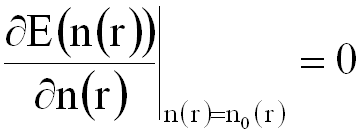 ∂E(n(r))/∂n(r)|n(r)=n₀(r) = 0